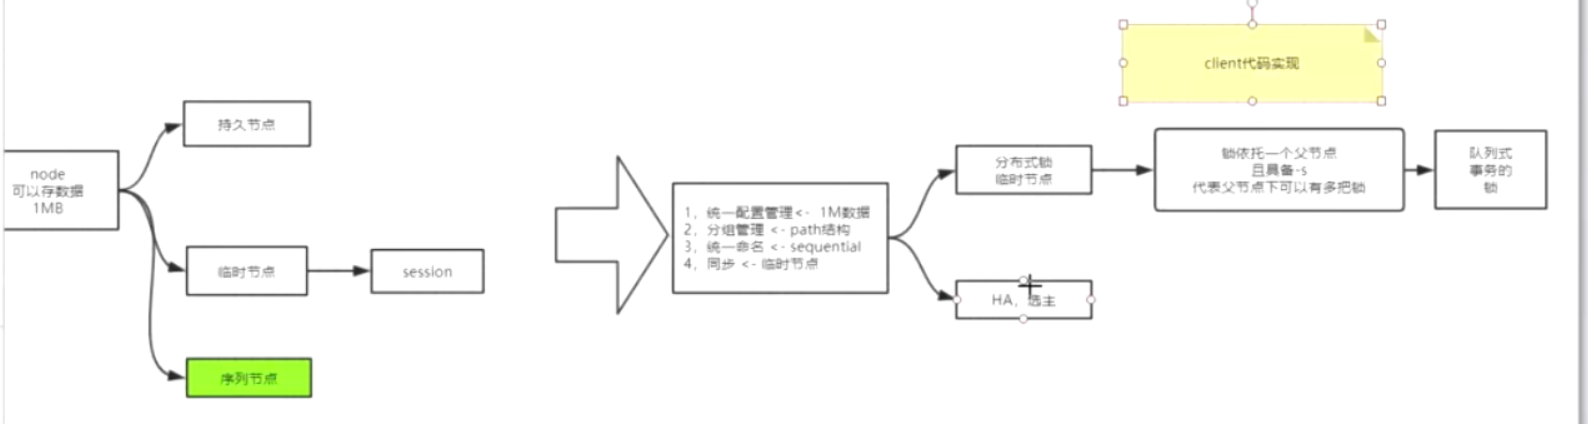 node
可以存数据
1MB
持久节点
临时节点
session
序列节点
1，统一配置管理<- 1M数据
2，分组管理 <- path结构
3，统一命名 <- sequential
4，同步 <- 临时节点
分布式锁
临时节点
HA，选主
client代码实现
锁依托一个父节点
且具备-s
代表父节点下可以有多把锁
队列式
事务的
锁